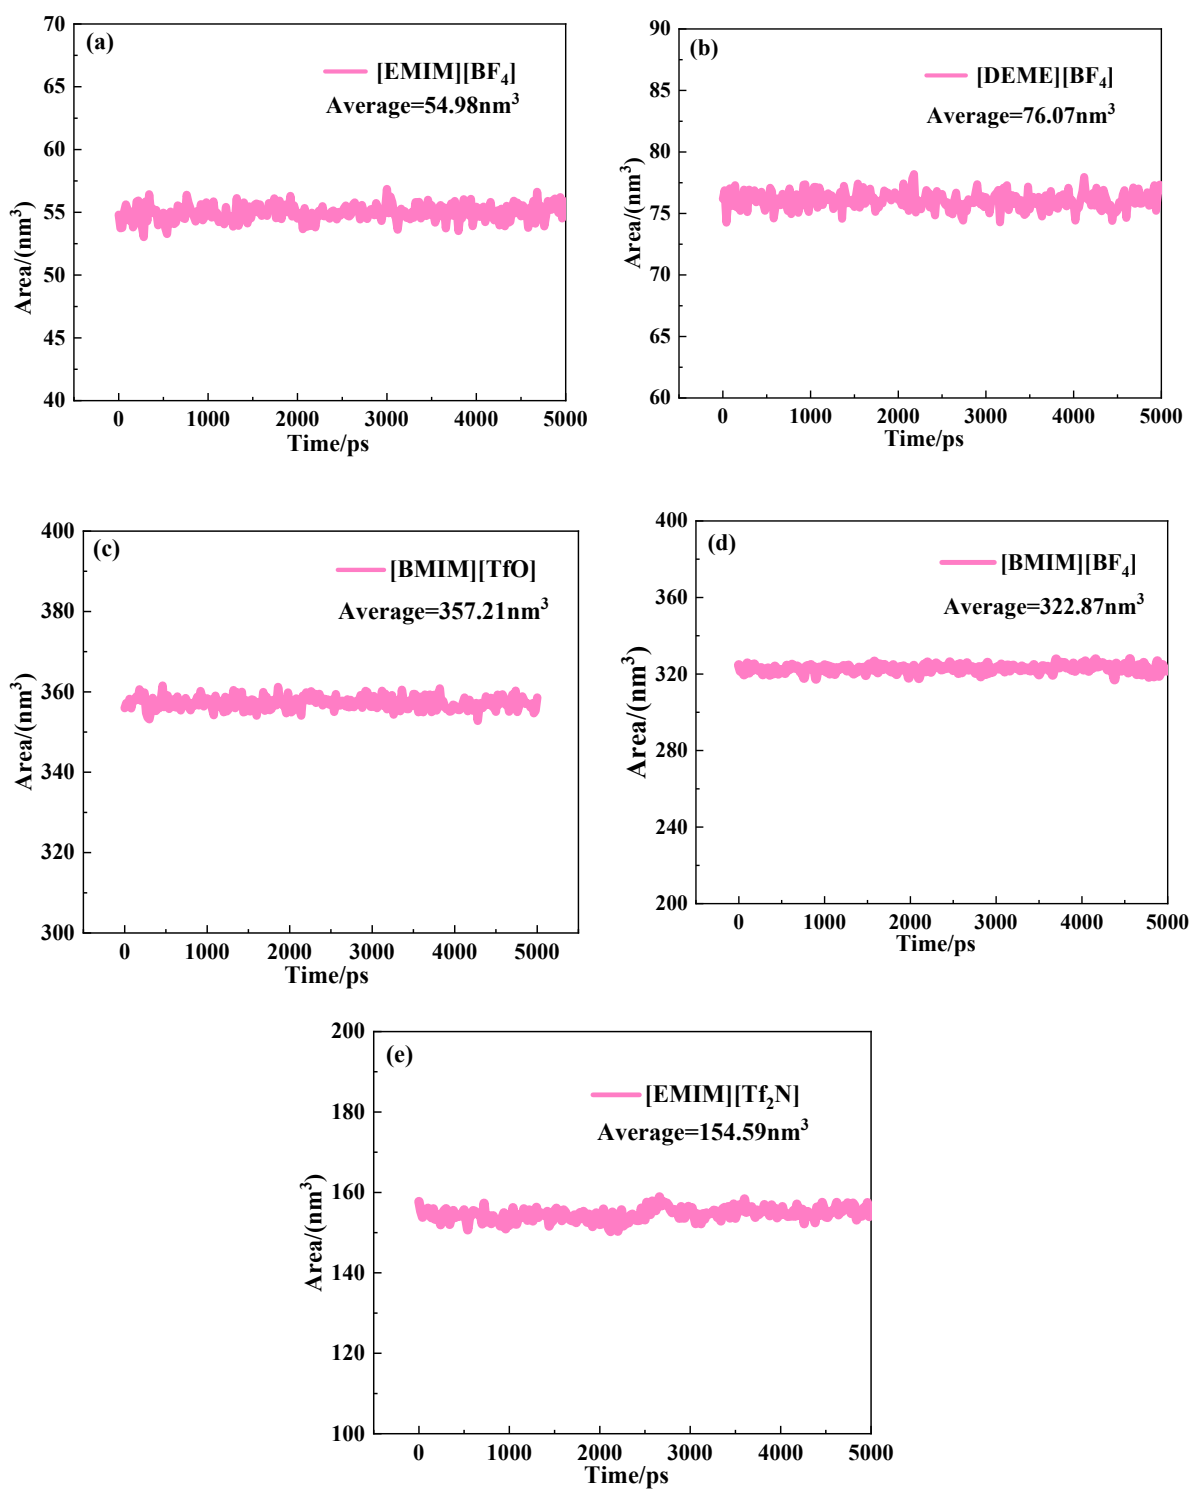 (a)
[EMIM][BF₄]
Average=54.98nm³
Area/(nm³)
70
65
60
55
50
45
40
0 1000 2000 3000 4000 5000
Time/ps
(b)
[DEME][BF₄]
Average=76.07nm³
Area/(nm³)
90
85
80
75
70
65
60
0 1000 2000 3000 4000 5000
Time/ps
(c)
[BMIM][TfO]
Average=357.21nm³
Area/(nm³)
400
380
360
340
320
300
0 1000 2000 3000 4000 5000
Time/ps
(d)
[BMIM][BF₄]
Average=322.87nm³
Area/(nm³)
400
360
320
280
240
200
0 1000 2000 3000 4000 5000
Time/ps
(e)
[EMIM][Tf₂N]
Average=154.59nm³
Area/(nm³)
200
180
160
140
120
100
0 1000 2000 3000 4000 5000
Time/ps